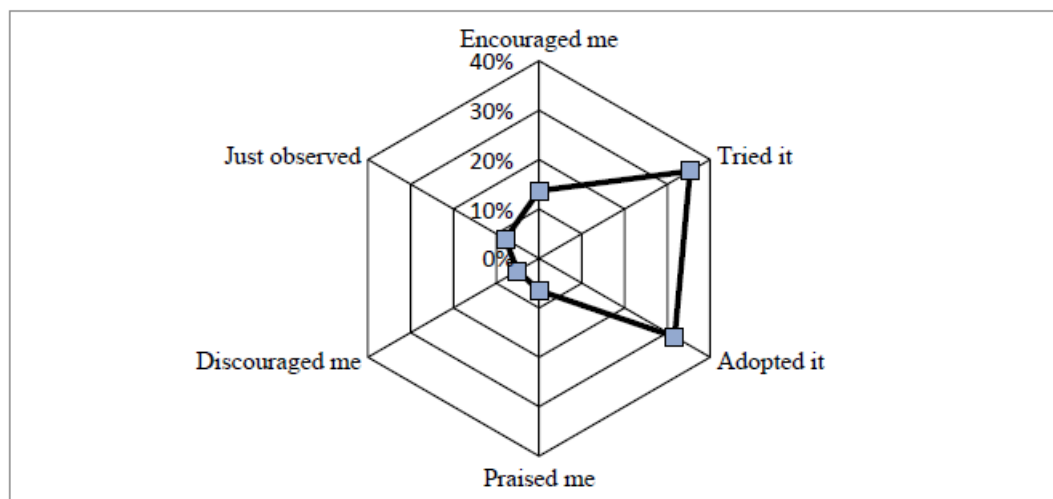 Encouraged me
40%
30%
Just observed
Tried it
20%
10%
0%
Discouraged me
Adopted it
Praised me